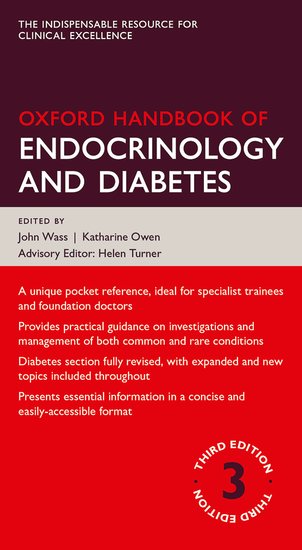 THE INDISPENSABLE RESOURCE FOR
CLINICAL EXCELLENCE
OXFORD HANDBOOK OF
ENDOCRINOLOGY
AND DIABETES
EDITED BY
John Wass | Katharine Owen
Advisory Editor: Helen Turner
A unique pocket reference, ideal for specialist trainees
and foundation doctors
Provides practical guidance on investigations and
management of both common and rare conditions
Diabetes section fully revised, with expanded and new
topics included throughout
Presents essential information in a concise and
easily-accessible format
THIRD EDITION
3
THIRD EDITION